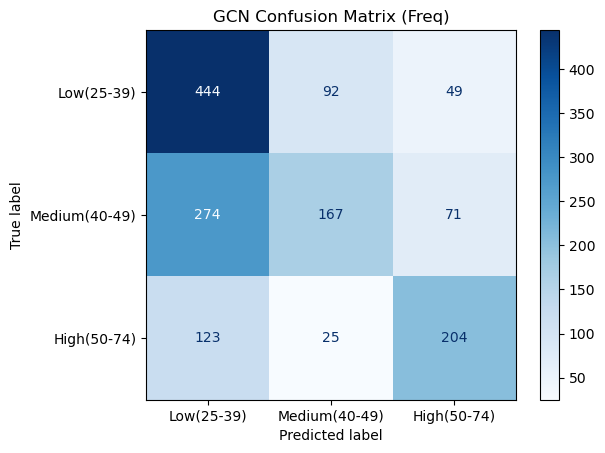 GCN Confusion Matrix (Freq)
True label
Low(25-39)
444 92 49
Medium(40-49)
274 167 71
High(50-74)
123 25 204
Low(25-39) Medium(40-49) High(50-74)
Predicted label
400
350
300
250
200
150
100
50